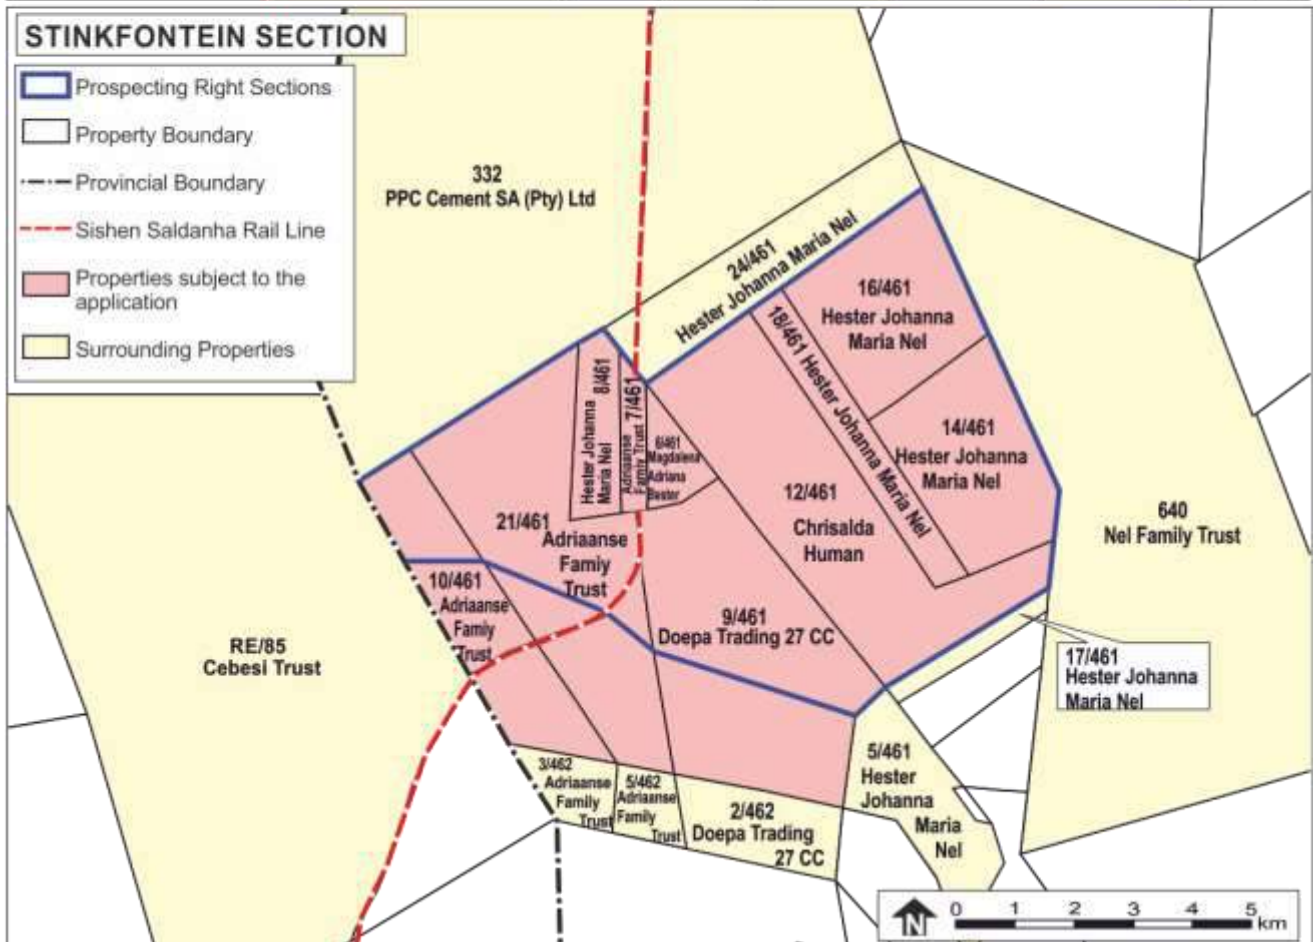 STINKFONTEIN SECTION
Prospecting Right Sections
Property Boundary
Provincial Boundary
Sishen Saldanha Rail Line
Properties subject to the
application
Surrounding Properties
332
PPC Cement SA (Pty) Ltd
24/461
Hester Johanna Maria Nel
16/461
Hester Johanna
Maria Nel
18/461 Hester Johanna Maria Nel
14/461
Hester Johanna
Maria Nel
8/461
Hester Johanna
Maria Nel
7/461
Adriaanse
Famiy Trust
6/461
Magdalena
Adriana
Bester
12/461
Chrisalda
Human
21/461
Adriaanse
Famiy
Trust
640
Nel Family Trust
10/461
Adriaanse
Family
Trust
9/461
Doepa Trading 27 CC
RE/85
Cebesi Trust
17/461
Hester Johanna
Maria Nel
5/461
Hester
Johanna
Maria
Nel
3/462
Adriaanse
Family
Trust
5/462
Adriaanse
Family
Trust
2/462
Doepa Trading
27 CC
N
0 1 2 3 4 5
km